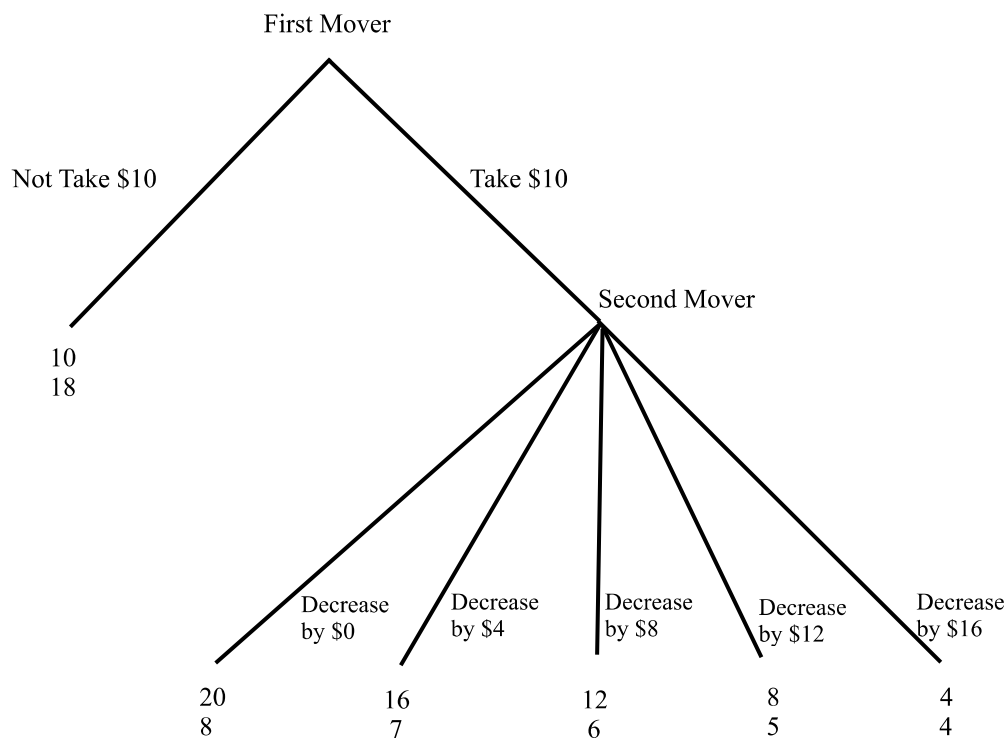 First Mover
Not Take $10
Take $10
Second Mover
10
18
Decrease
by $0
Decrease
by $4
Decrease
by $8
Decrease
by $12
Decrease
by $16
20
8
16
7
12
6
8
5
4
4